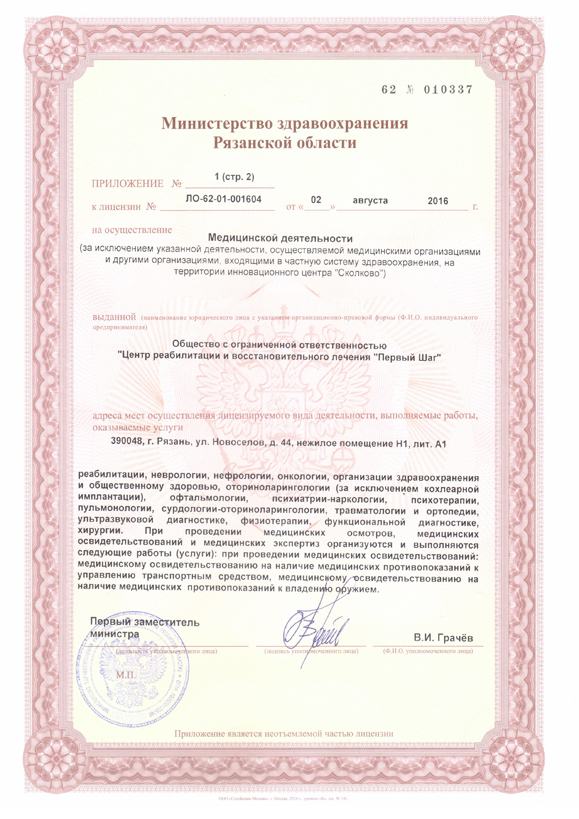 62 № 010337
Министерство здравоохранения
Рязанской области
ПРИЛОЖЕНИЕ № 1 (стр. 2)
к лицензии № ЛО-62-01-001604 от « 02 » августа 2016 г.
на осуществление
Медицинской деятельности
(за исключением указанной деятельности, осуществляемой медицинскими организациями
и другими организациями, входящими в частную систему здравоохранения, на
территории инновационного центра "Сколково")
выданной (наименование юридического лица с указанием организационно-правовой формы (Ф.И.О. индивидуального
предпринимателя)
Общество с ограниченной ответственностью
"Центр реабилитации и восстановительного лечения "Первый Шаг"
адреса мест осуществления лицензируемого вида деятельности, выполняемые работы,
оказываемые услуги
390048, г. Рязань, ул. Новоселов, д. 44, нежилое помещение Н1, лит. А1
реабилитации, неврологии, нефрологии, онкологии, организации здравоохранения
и общественному здоровью, оториноларингологии (за исключением кохлеарной
имплантации), офтальмологии, психиатрии-наркологии, психотерапии,
пульмонологии, сурдологии-оториноларингологии, травматологии и ортопедии,
ультразвуковой диагностике, физиотерапии, функциональной диагностике,
хирургии. При проведении медицинских осмотров, медицинских
освидетельствований и медицинских экспертиз организуются и выполняются
следующие работы (услуги): при проведении медицинских освидетельствований:
медицинскому освидетельствованию на наличие медицинских противопоказаний к
управлению транспортным средством, медицинскому освидетельствованию на
наличие медицинских противопоказаний к владению оружием.
Первый заместитель
министра
В.И. Грачёв
(должность уполномоченного лица) (подпись уполномоченного лица) (Ф.И.О. уполномоченного лица)
М.П.
Приложение является неотъемлемой частью лицензии